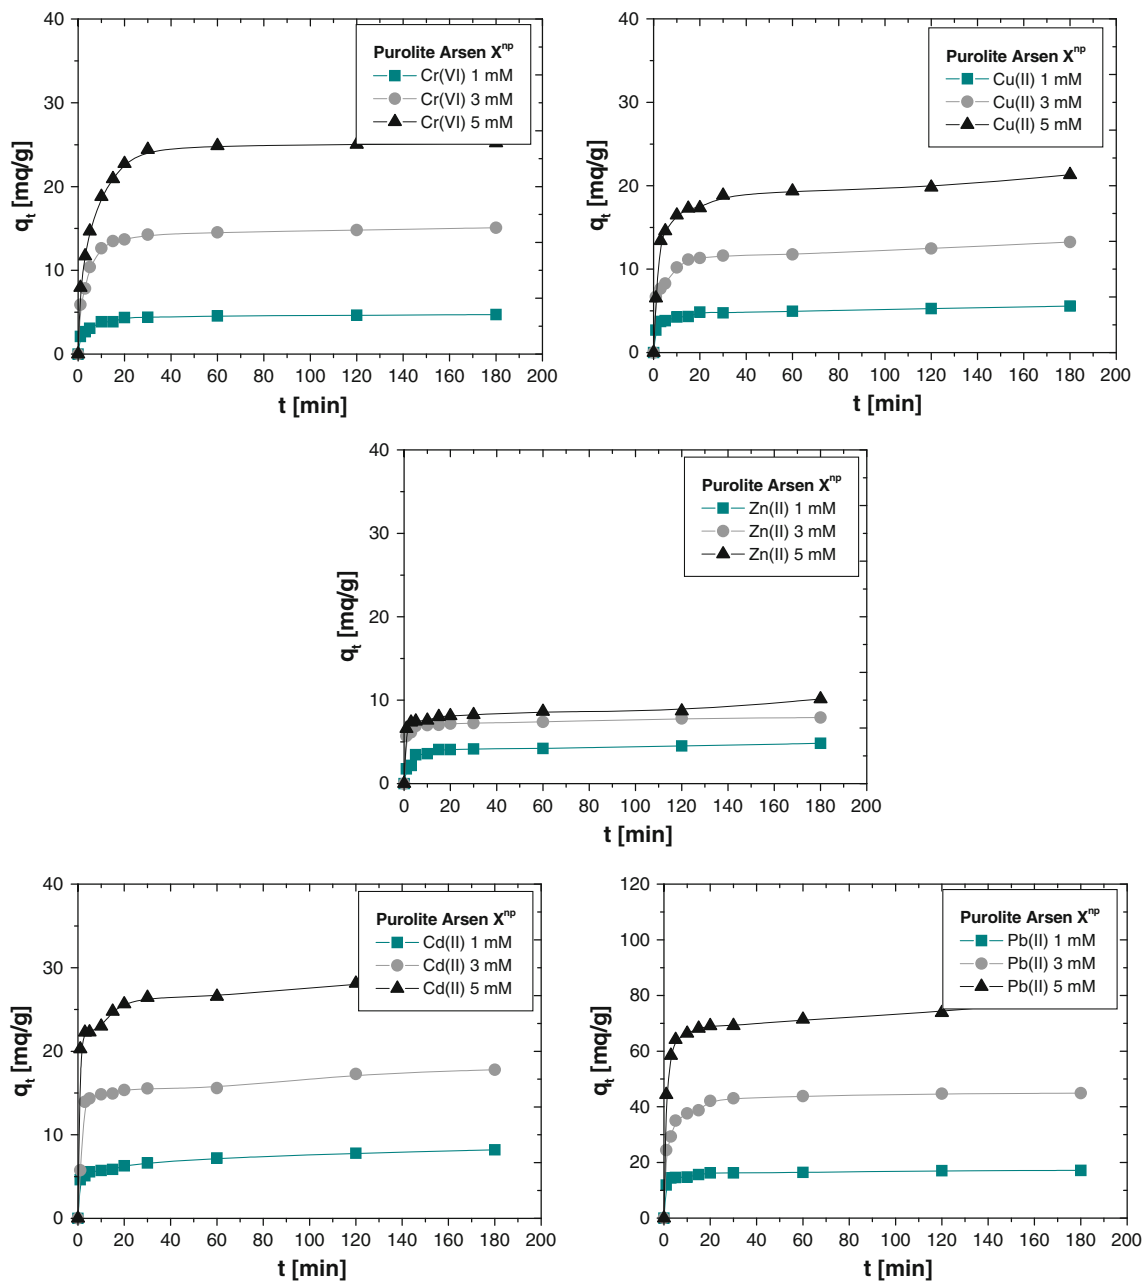 40
30
20
10
0
q_t [mq/g]
Purolite Arsen X^np
Cr(VI) 1 mM
Cr(VI) 3 mM
Cr(VI) 5 mM
0 20 40 60 80 100 120 140 160 180 200
t [min]
40
30
20
10
0
q_t [mq/g]
Purolite Arsen X^np
Cu(II) 1 mM
Cu(II) 3 mM
Cu(II) 5 mM
0 20 40 60 80 100 120 140 160 180 200
t [min]
40
30
20
10
0
q_t [mq/g]
Purolite Arsen X^np
Zn(II) 1 mM
Zn(II) 3 mM
Zn(II) 5 mM
0 20 40 60 80 100 120 140 160 180 200
t [min]
40
30
20
10
0
q_t [mq/g]
Purolite Arsen X^np
Cd(II) 1 mM
Cd(II) 3 mM
Cd(II) 5 mM
0 20 40 60 80 100 120 140 160 180 200
t [min]
120
100
80
60
40
20
0
q_t [mq/g]
Purolite Arsen X^np
Pb(II) 1 mM
Pb(II) 3 mM
Pb(II) 5 mM
0 20 40 60 80 100 120 140 160 180 200
t [min]